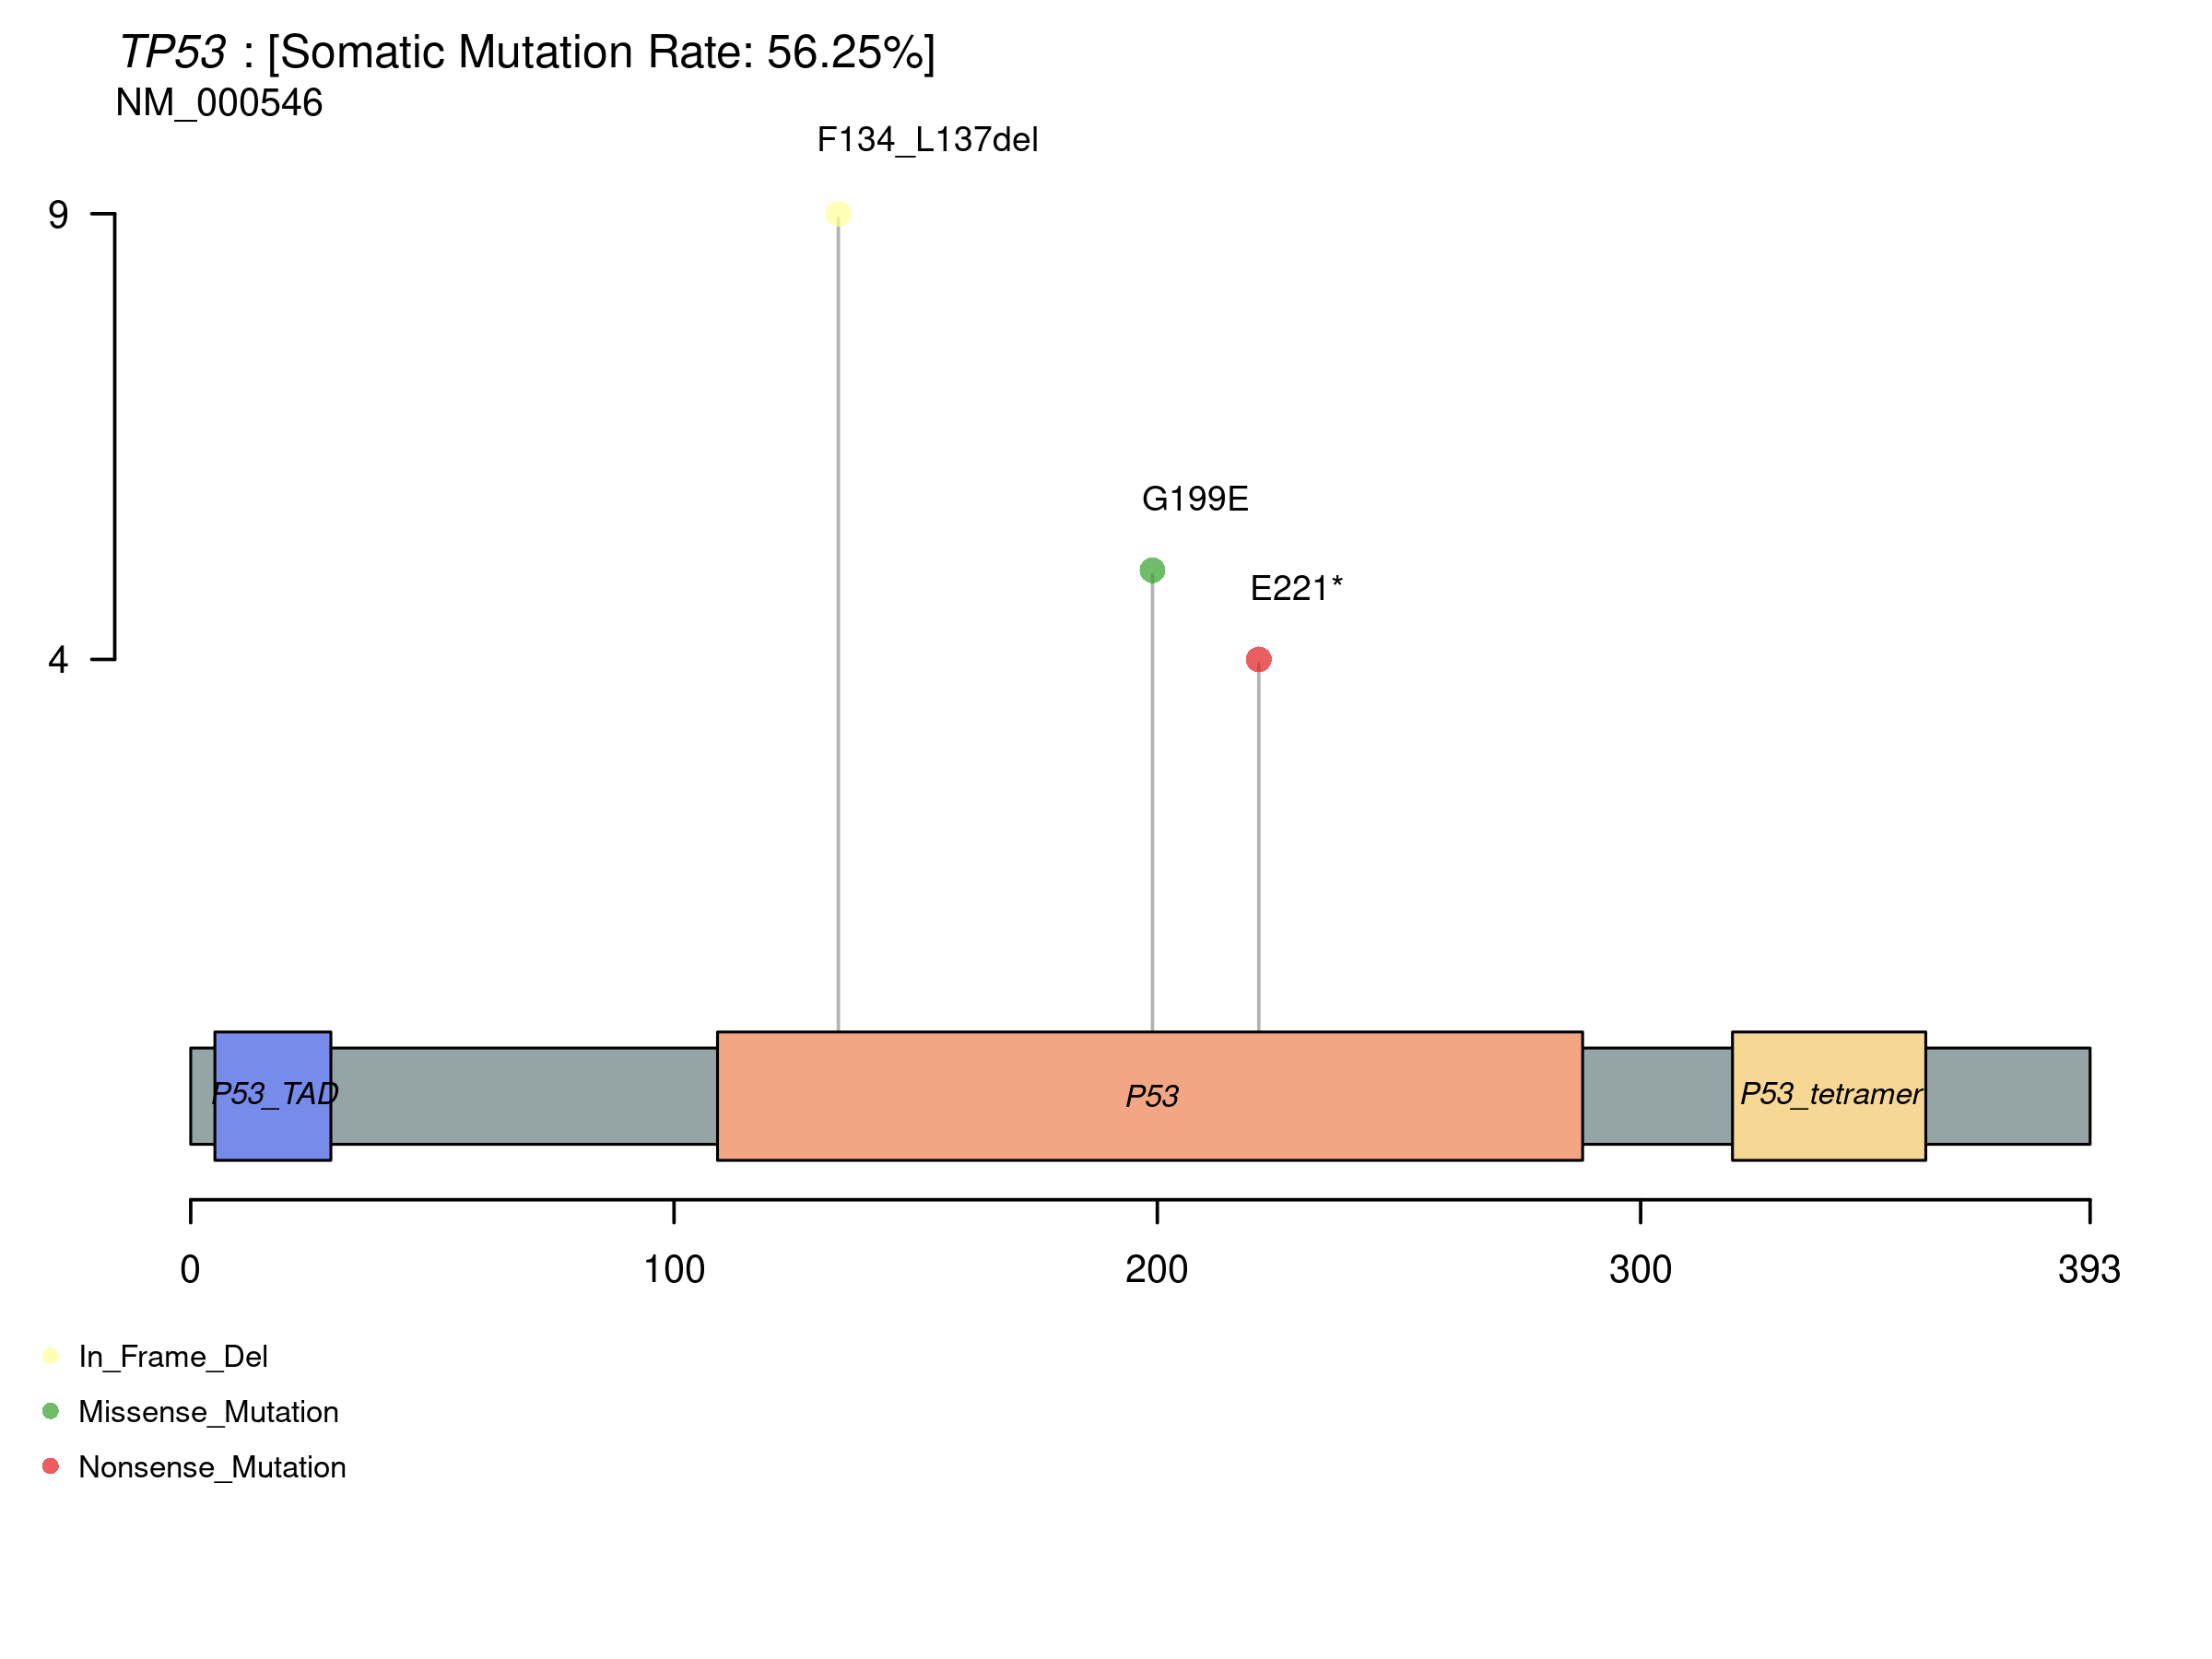 TP53 : [Somatic Mutation Rate: 56.25%]
NM_000546
F134_L137del
9
G199E
E221*
4
P53_TAD
P53
P53_tetramer
0
100
200
300
393
In_Frame_Del
Missense_Mutation
Nonsense_Mutation